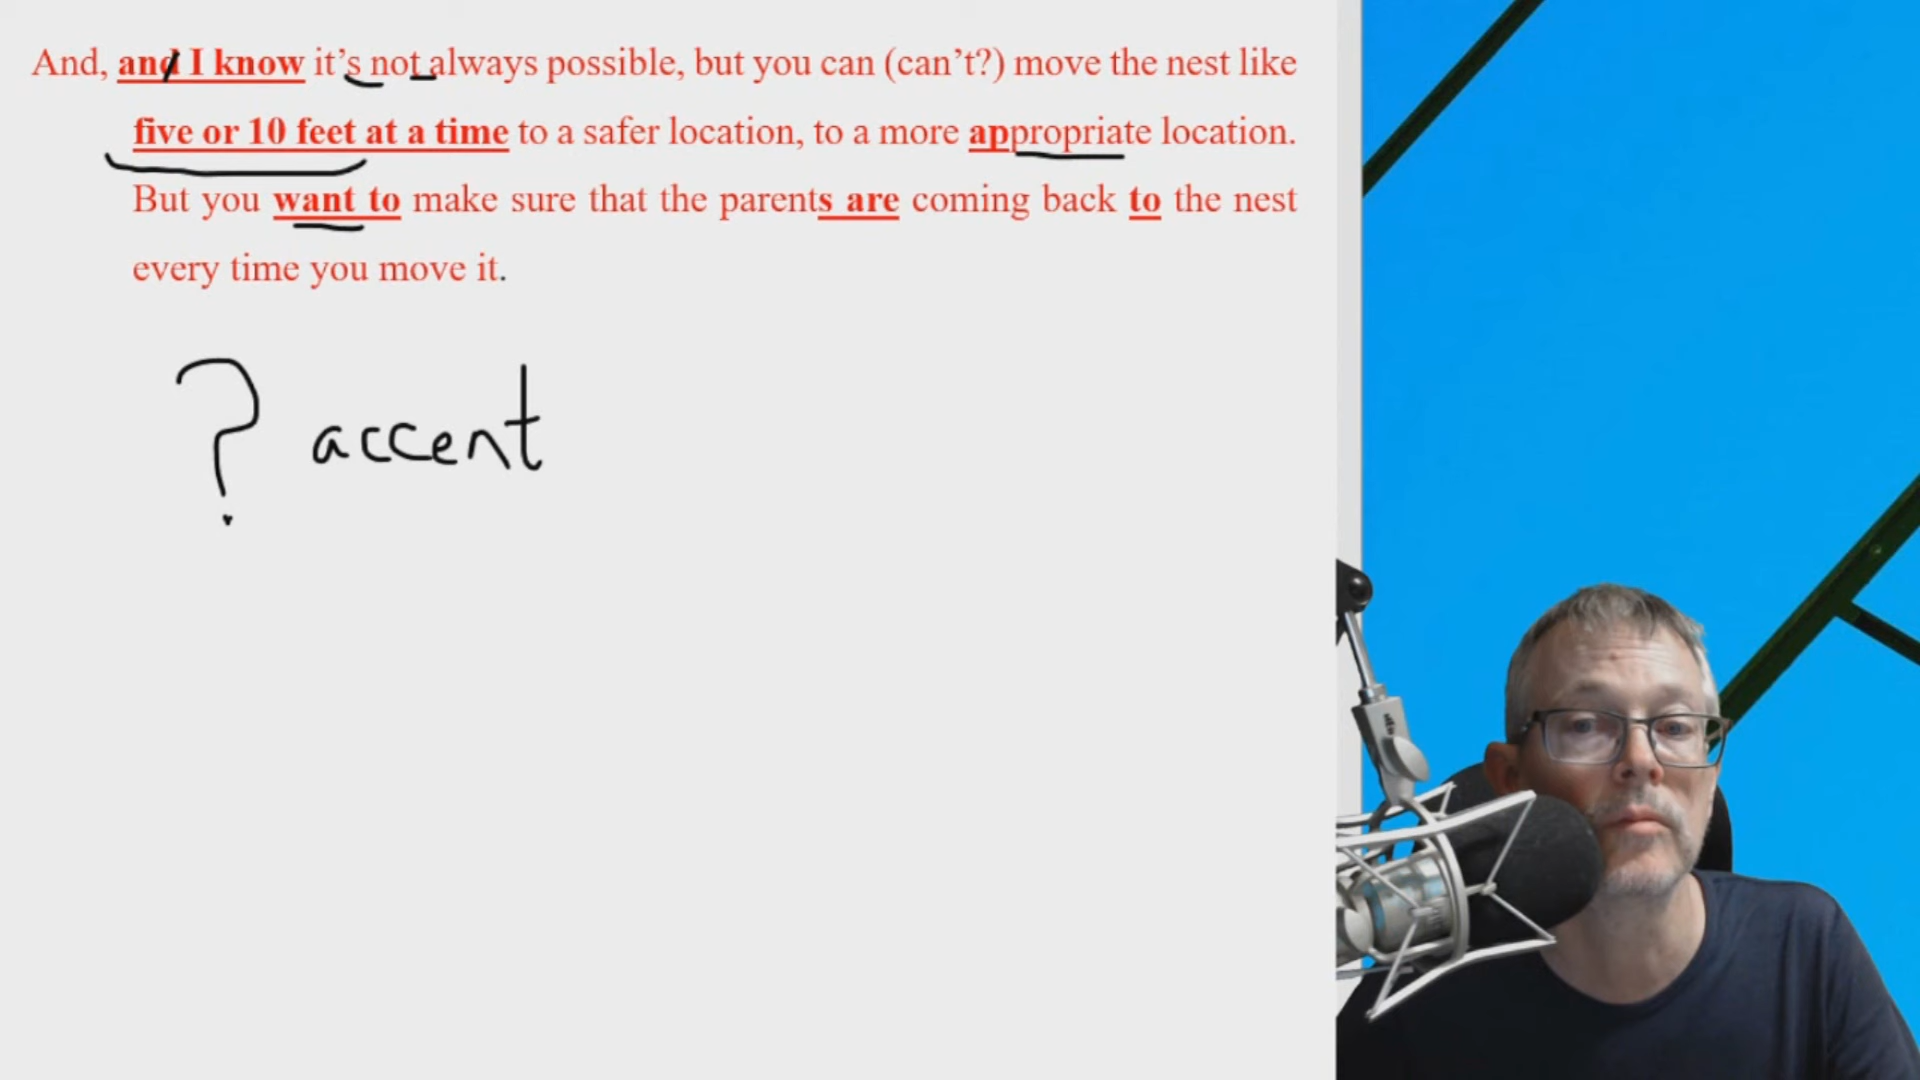 And, and I know it’s not always possible, but you can (can’t?) move the nest like
five or 10 feet at a time to a safer location, to a more appropriate location.
But you want to make sure that the parents are coming back to the nest
every time you move it.
? accent